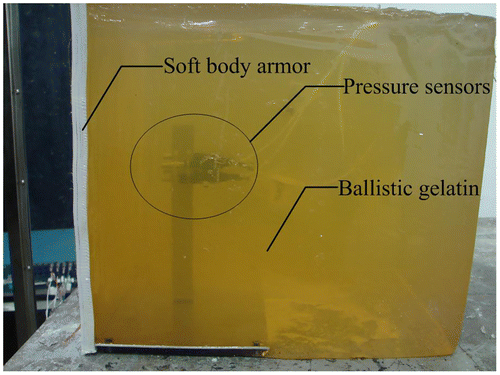 Soft body armor
Pressure sensors
Ballistic gelatin